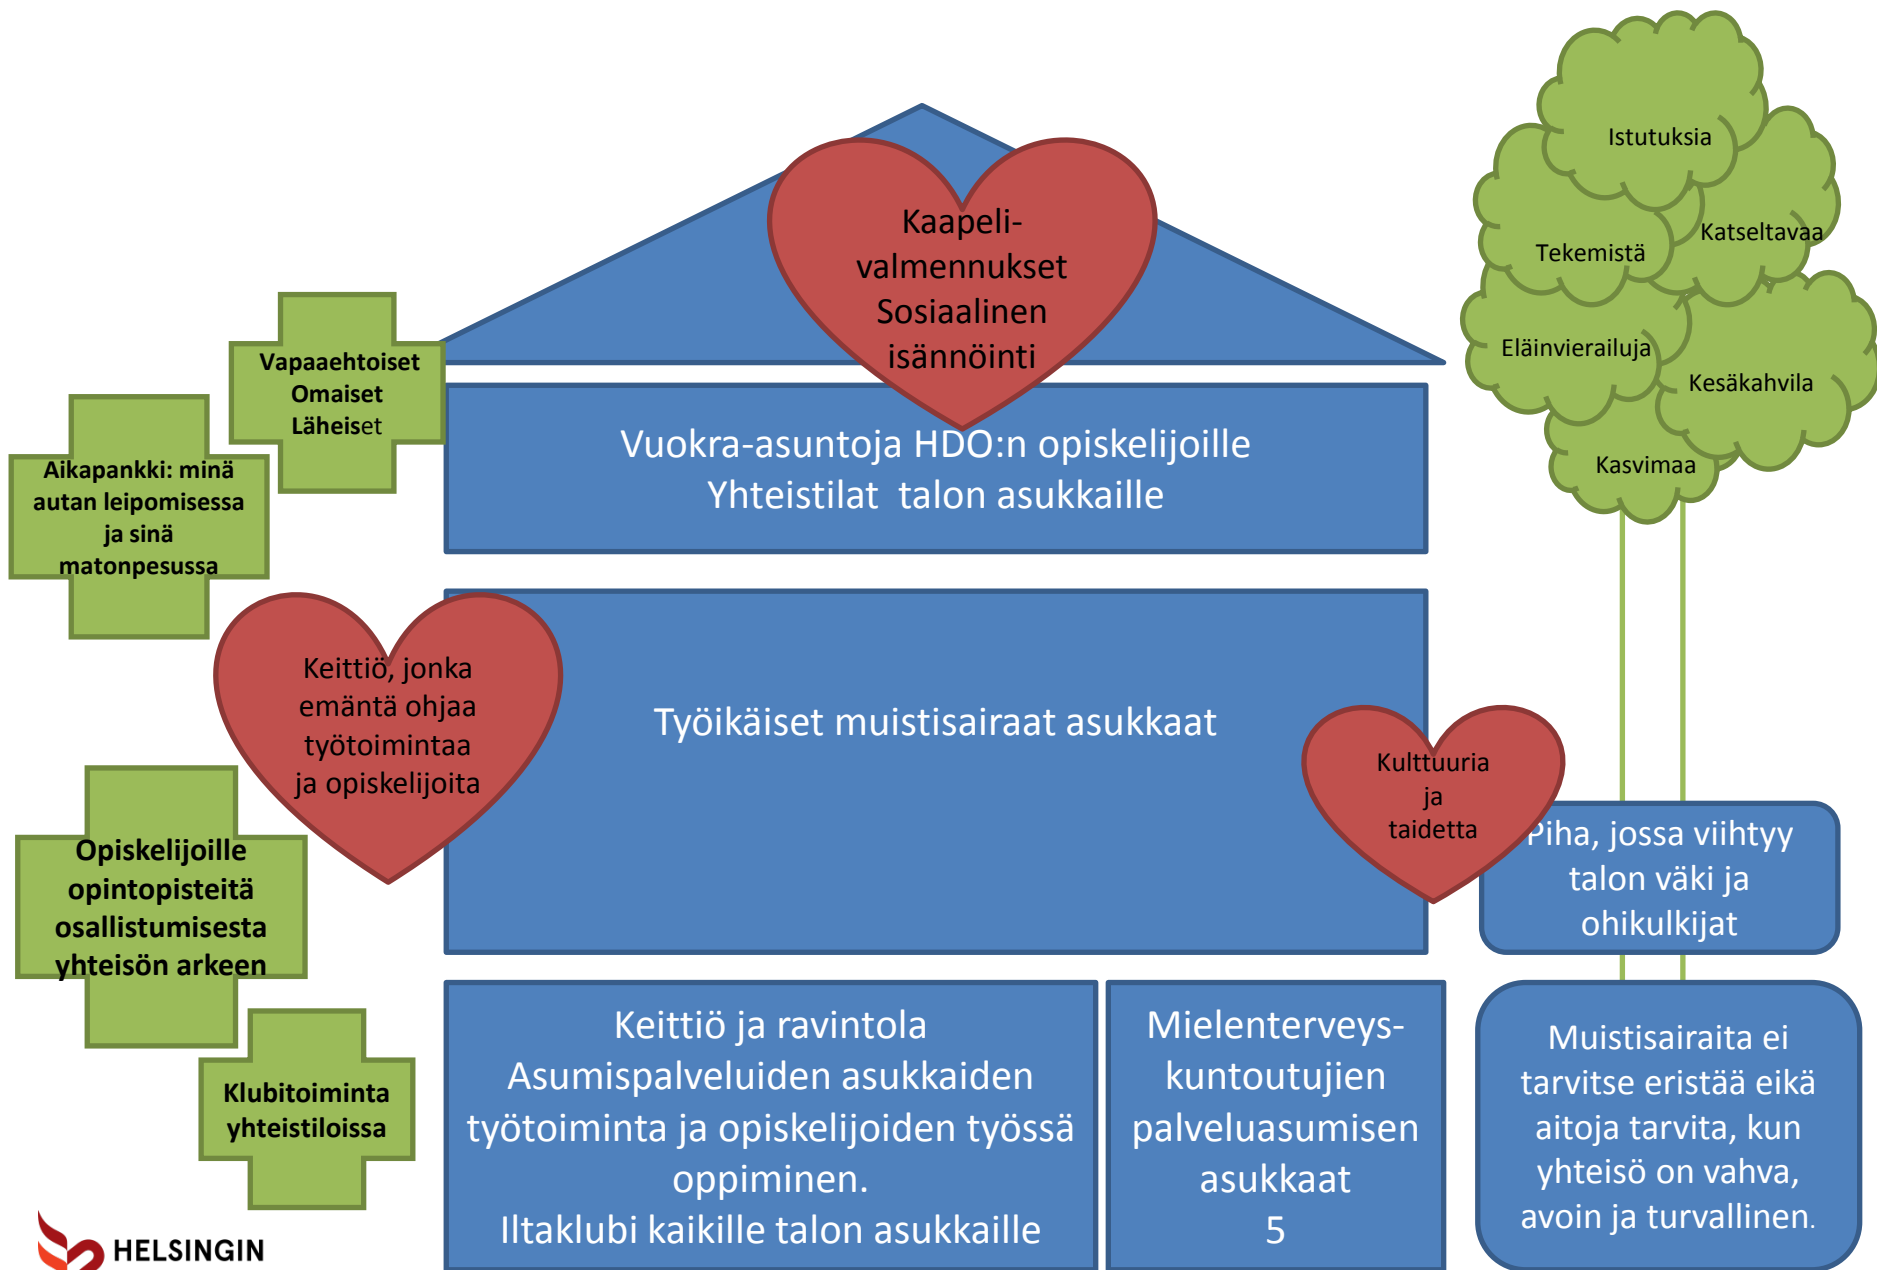 Kaapeli-
valmennukset
Sosiaalinen
isännöinti
Istutuksia
Tekemistä
Katseltavaa
Eläinvierailuja
Kesäkahvila
Kasvimaa
Vapaaehtoiset
Omaiset
Läheiset
Aikapankki: minä
autan leipomisessa
ja sinä
matonpesussa
Vuokra-asuntoja HDO:n opiskelijoille
Yhteistilat talon asukkaille
Keittiö, jonka
emäntä ohjaa
työtoimintaa
ja opiskelijoita
Työikäiset muistisairaat asukkaat
Kulttuuria
ja
taidetta
Piha, jossa viihtyy
talon väki ja
ohikulkijat
Opiskelijoille
opintopisteitä
osallistumisesta
yhteisön arkeen
Klubitoiminta
yhteistiloissa
Keittiö ja ravintola
Asumispalveluiden asukkaiden
työtoiminta ja opiskelijoiden työssä
oppiminen.
Iltaklubi kaikille talon asukkaille
Mielenterveys-
kuntoutujien
palveluasumisen
asukkaat
5
Muistisairaita ei
tarvitse eristää eikä
aitoja tarvita, kun
yhteisö on vahva,
avoin ja turvallinen.
HELSINGIN